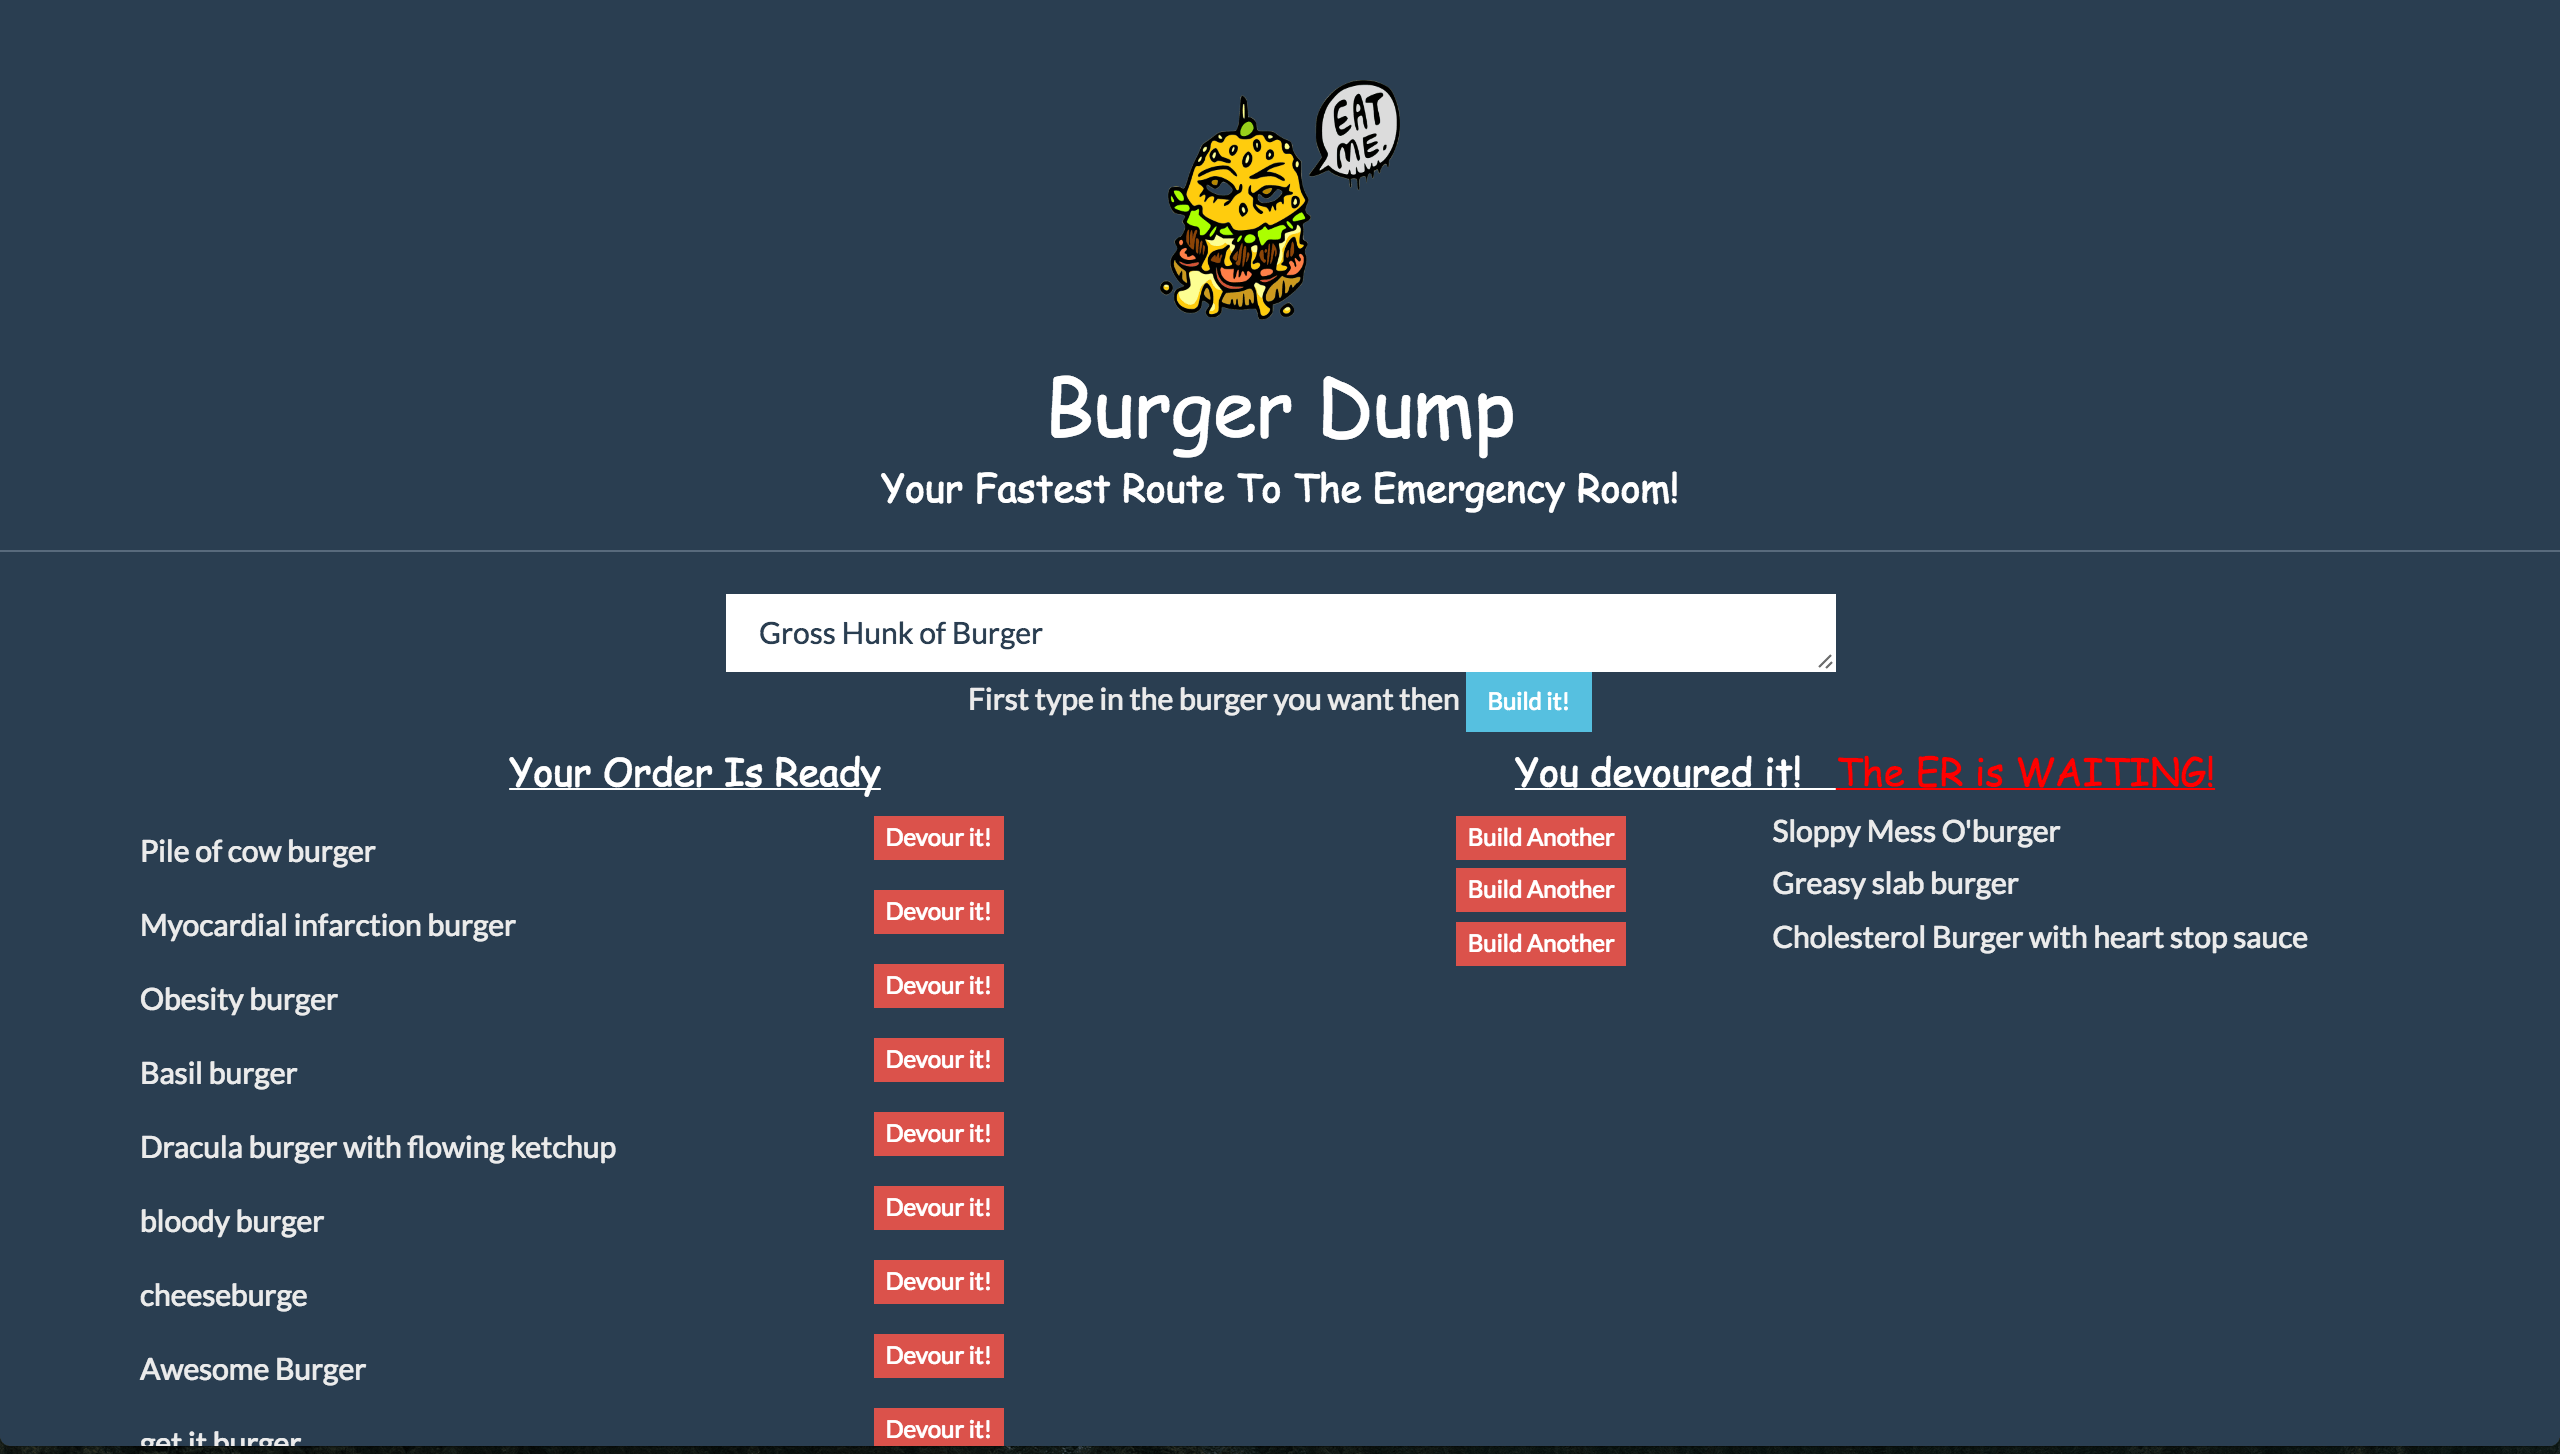 EAT
ME.
Burger Dump
Your Fastest Route To The Emergency Room!
Gross Hunk of Burger
First type in the burger you want then Build it!
Your Order Is Ready
Pile of cow burger Devour it!
Myocardial infarction burger Devour it!
Obesity burger Devour it!
Basil burger Devour it!
Dracula burger with flowing ketchup Devour it!
bloody burger Devour it!
cheeseburge Devour it!
Awesome Burger Devour it!
get it burger Devour it!
You devoured it! The ER is WAITING!
Build Another Sloppy Mess O'burger
Build Another Greasy slab burger
Build Another Cholesterol Burger with heart stop sauce